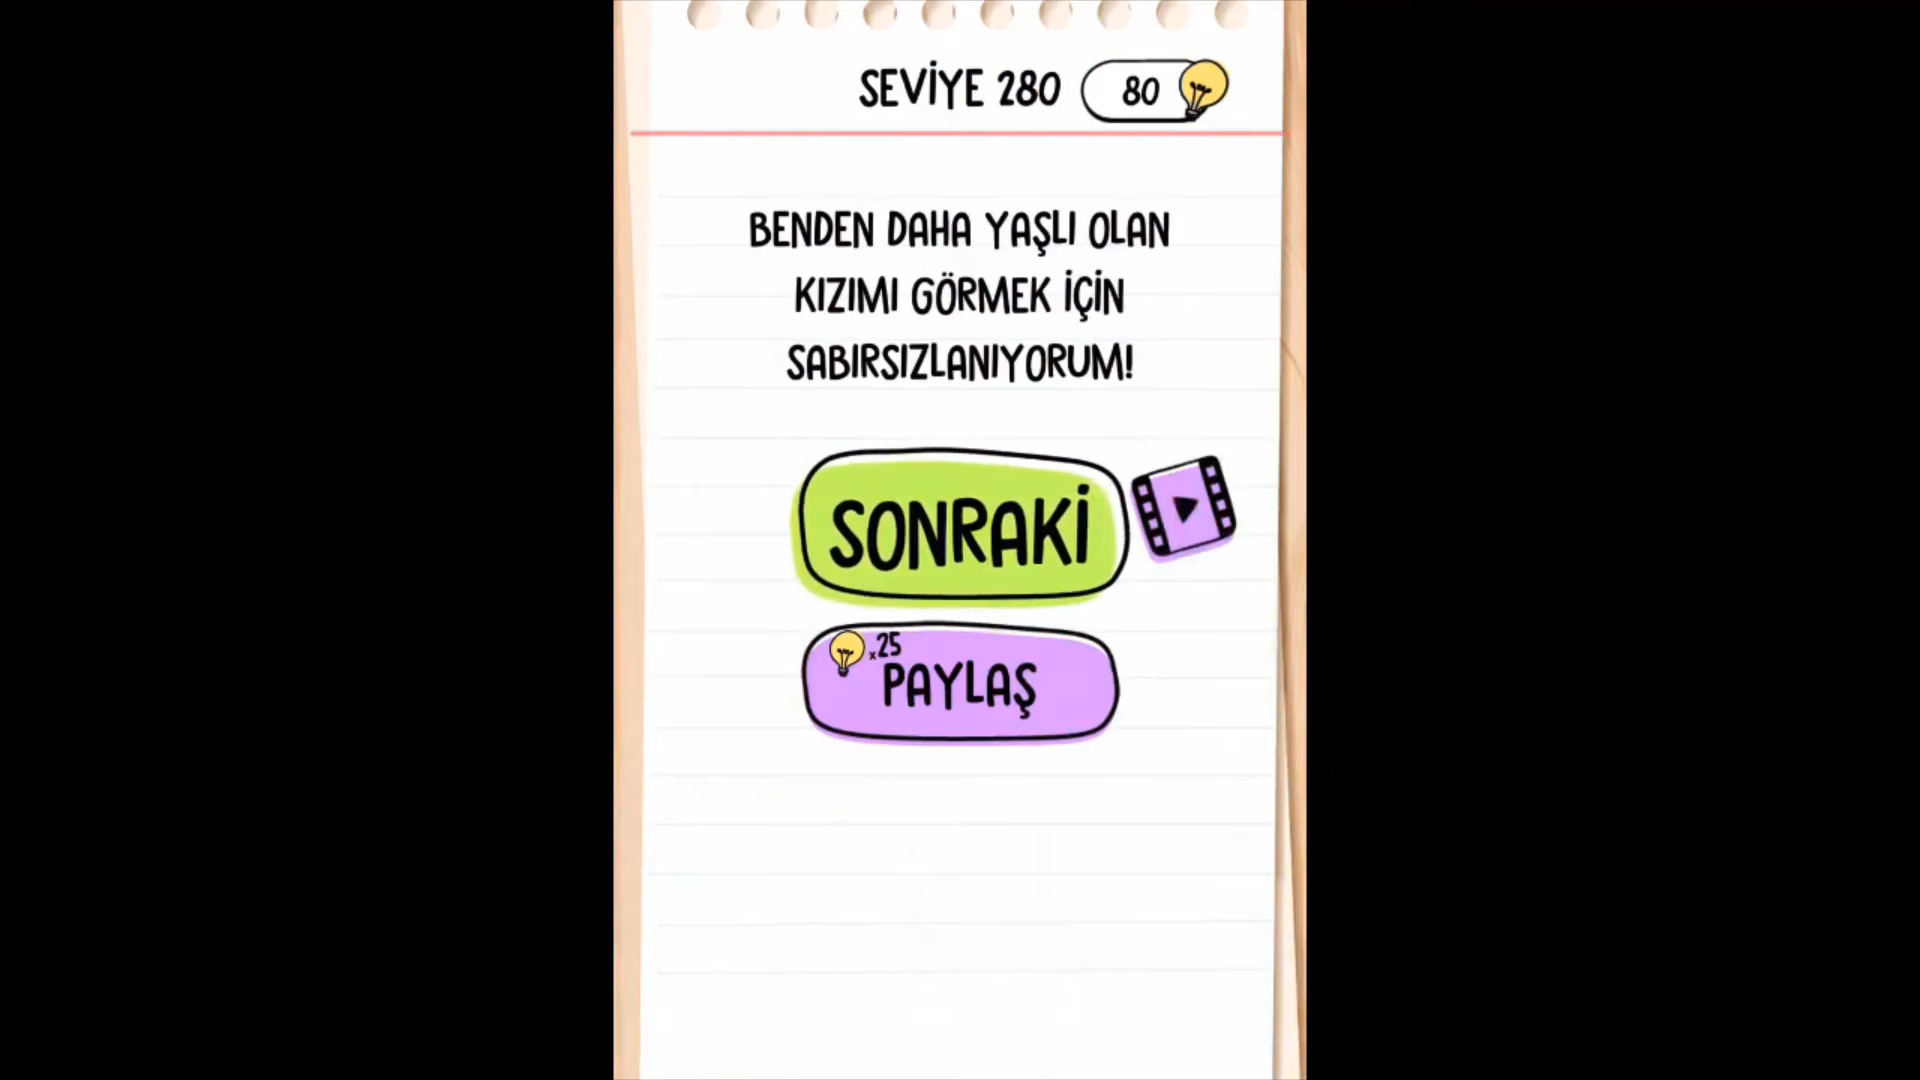 SEVİYE 280
80
BENDEN DAHA YAŞLI OLAN
KIZIMI GÖRMEK İÇİN
SABIRSIZLANIYORUM!
SONRAKİ
x25
PAYLAŞ